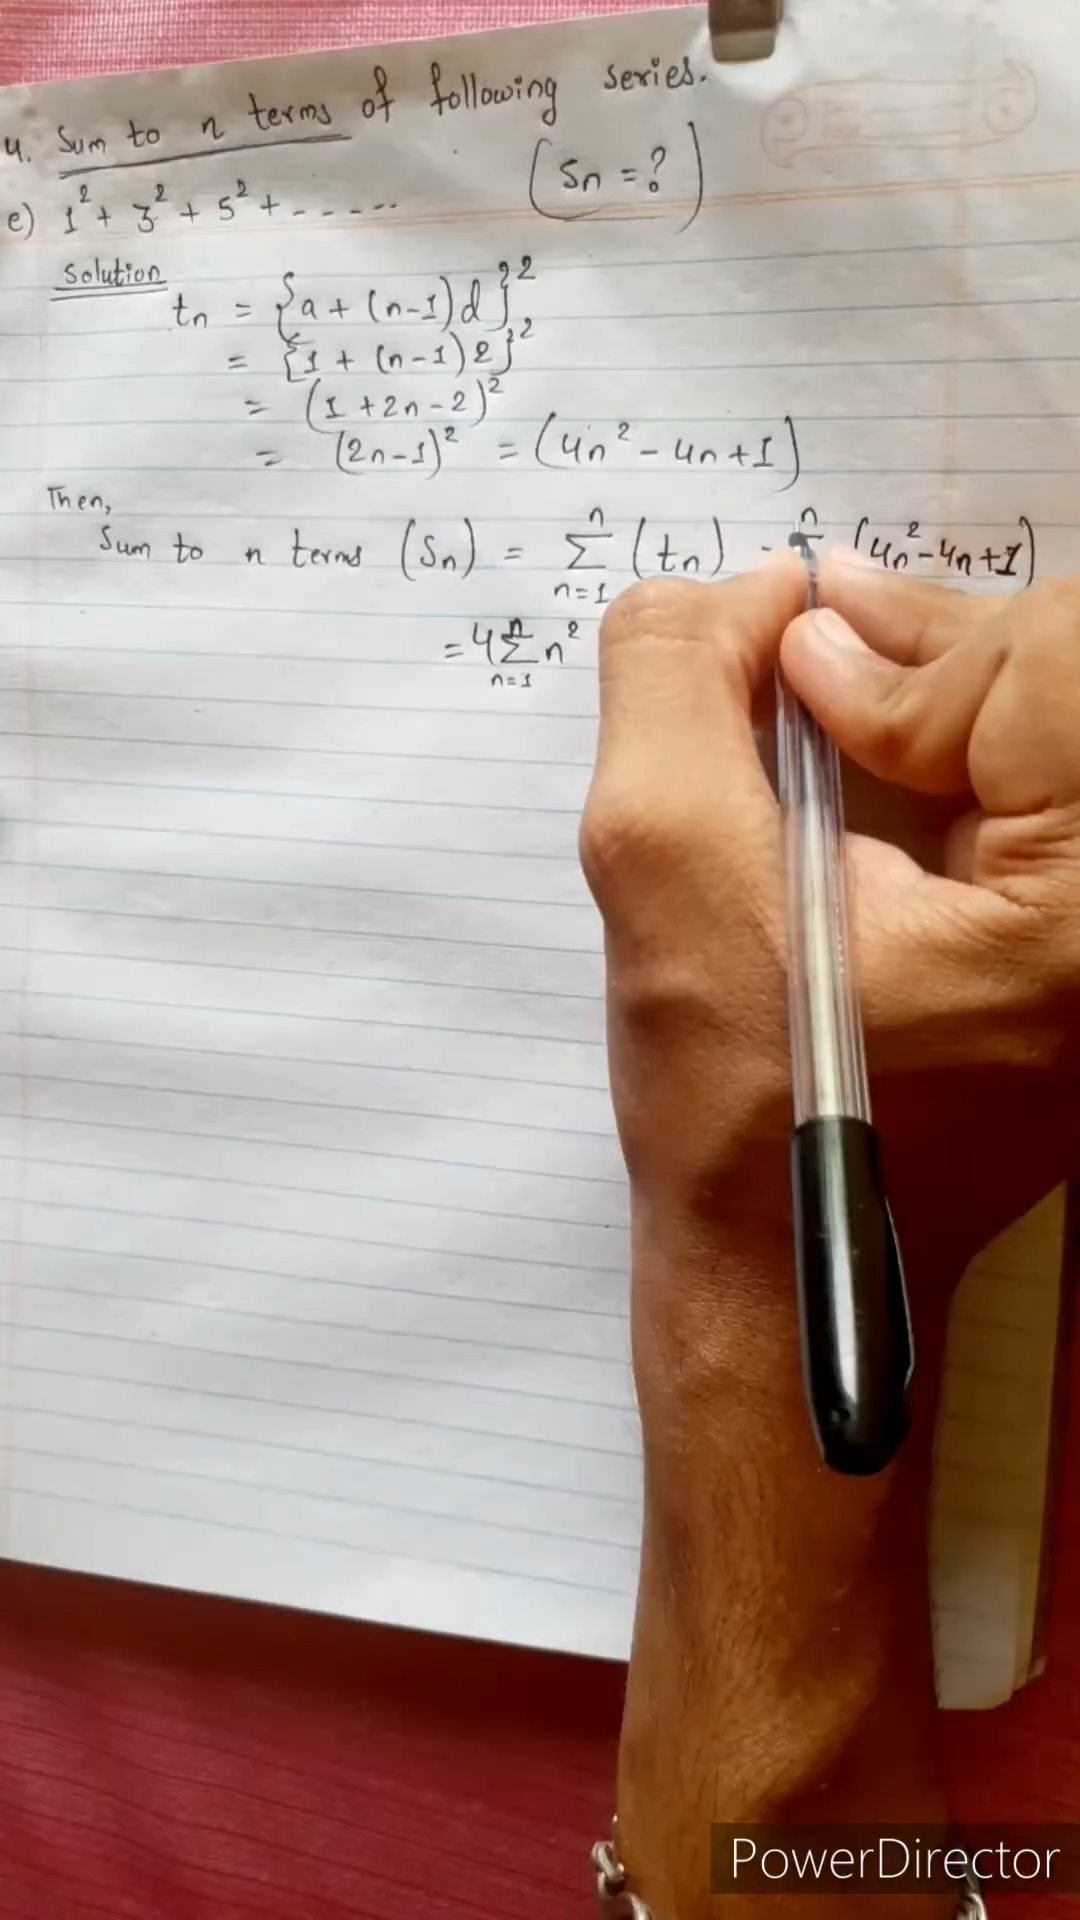 4. Sum to n terms of following series.
(Sn = ?)
e) 1² + 3² + 5² + ------
Solution
tn = {a + (n-1)d}²
= {1 + (n-1)2}²
= (1 + 2n - 2)²
= (2n-1)² = (4n² - 4n + 1)
Then,
Sum to n terms (Sn) = n Σ n=1 (tn) n (4n² - 4n + 1)
= 4 n Σ n=1 n²
PowerDirector